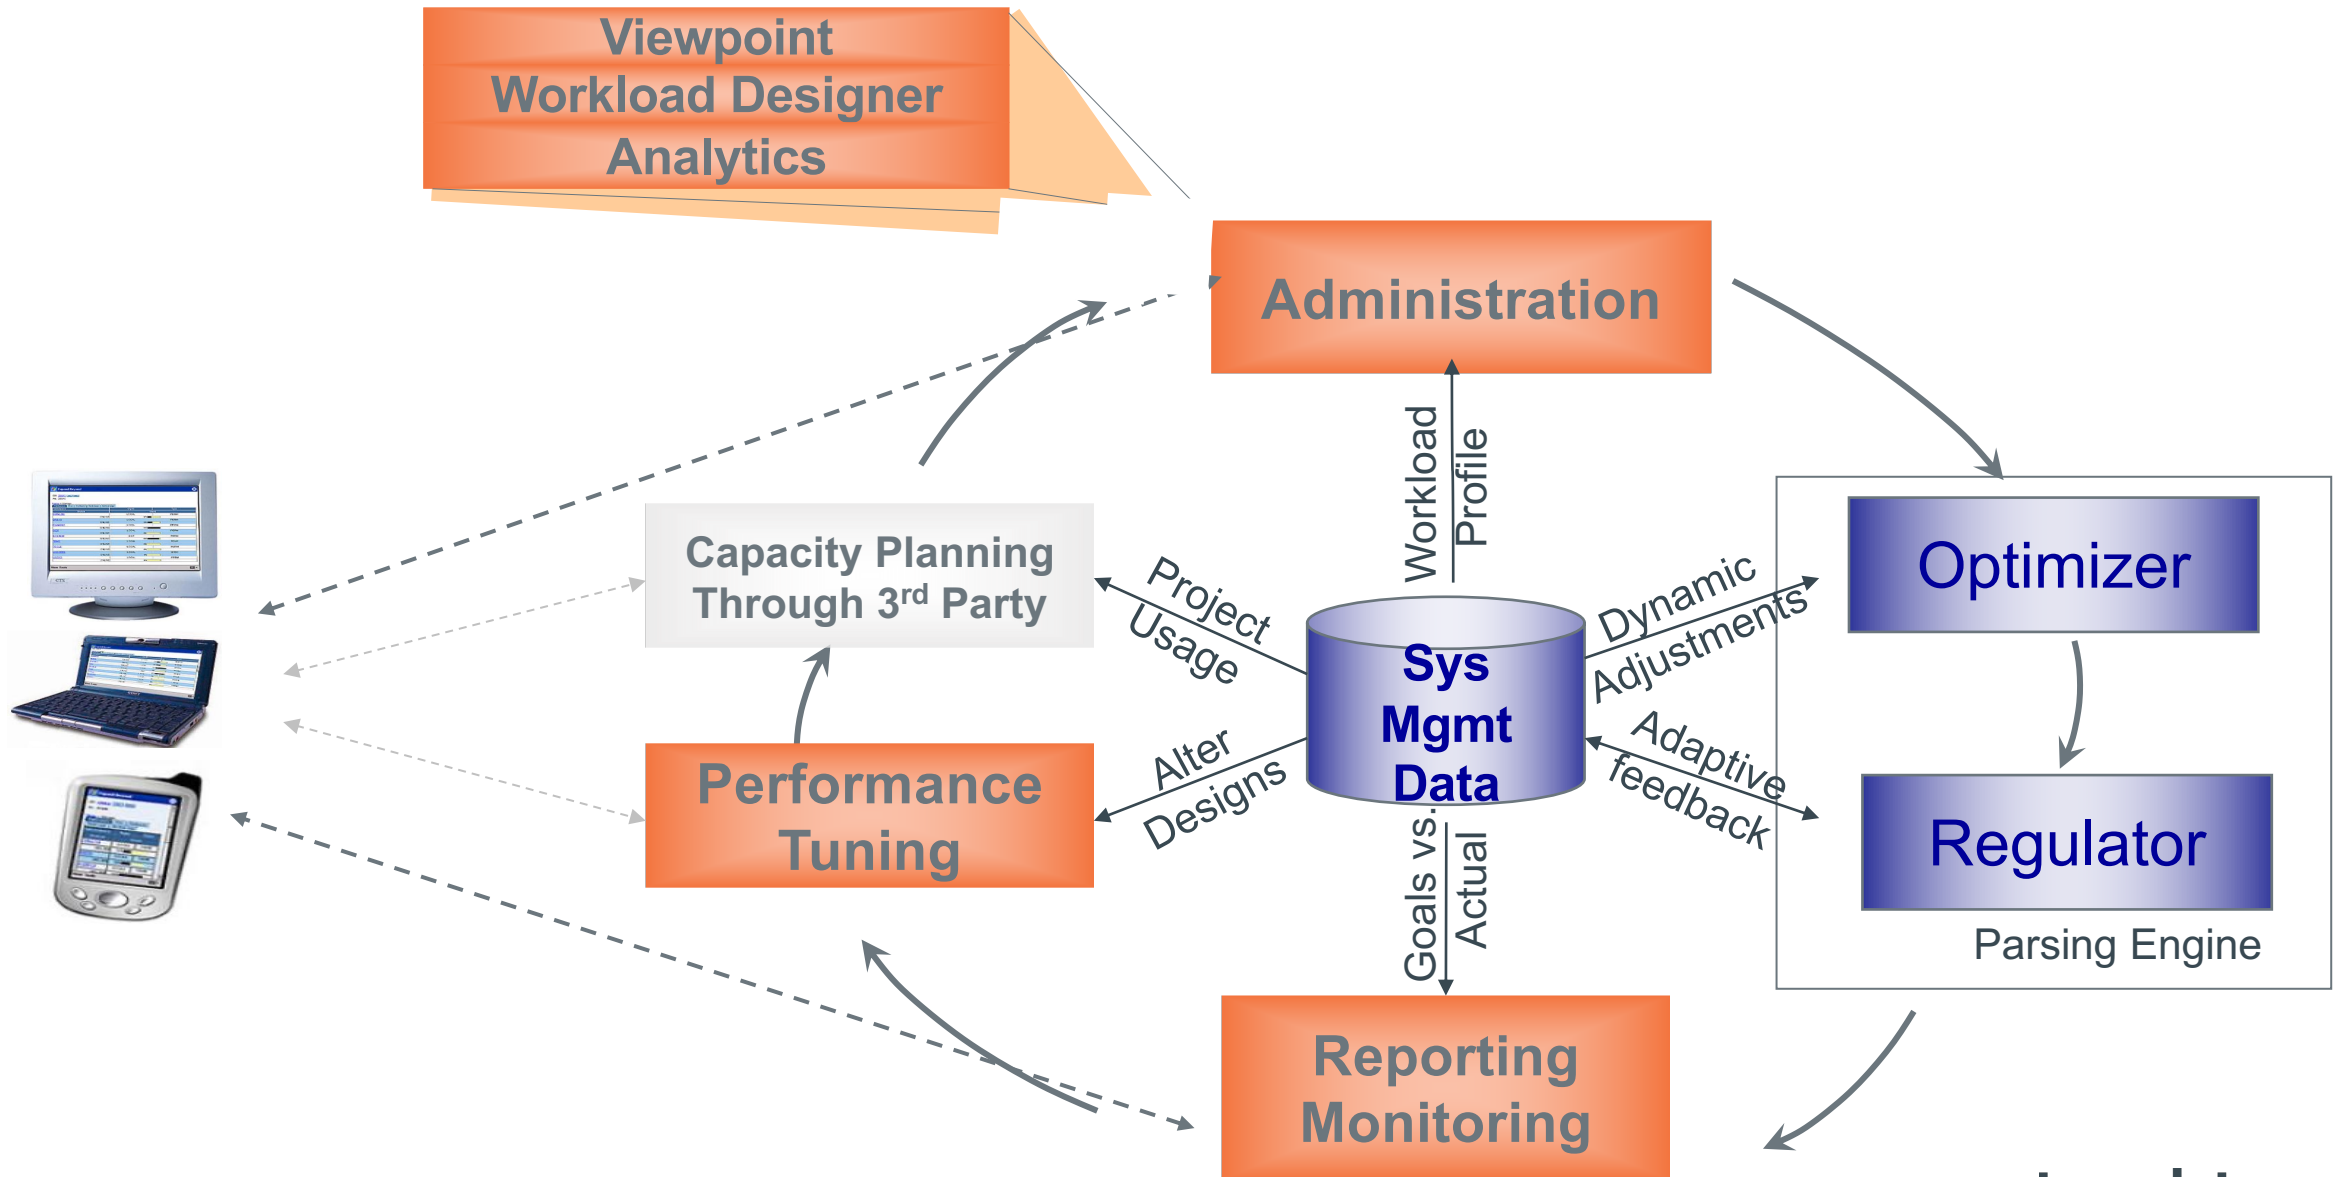 Viewpoint
Workload Designer
Analytics
Administration
Workload
Profile
Capacity Planning
Through 3rd Party
Project
Usage
Dynamic
Adjustments
Optimizer
Sys
Mgmt
Data
Performance
Tuning
Alter
Designs
Adaptive
feedback
Regulator
Parsing Engine
Goals vs.
Actual
Reporting
Monitoring